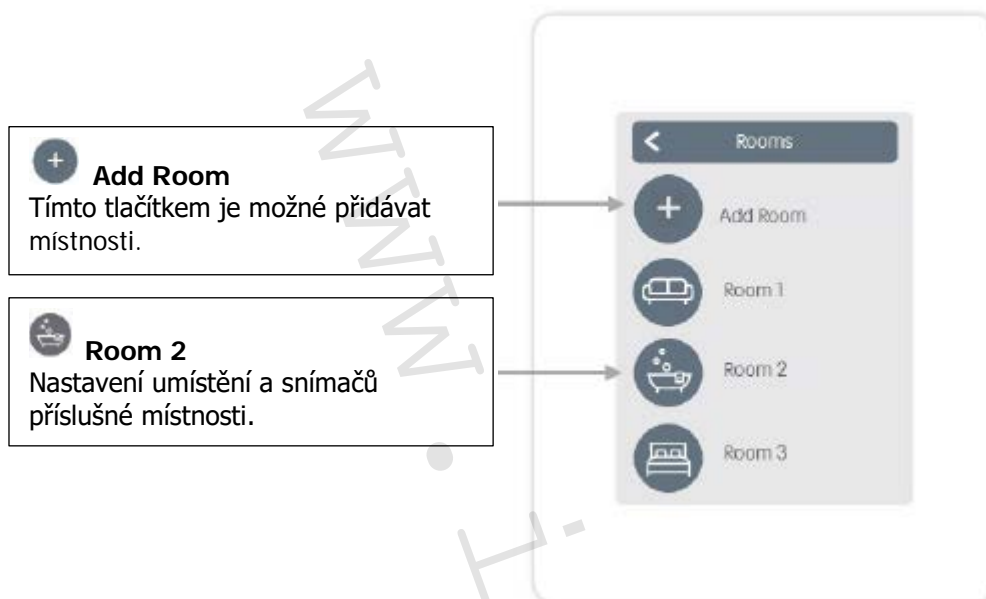 Add Room
Tímto tlačítkem je možné přidávat
místnosti.
Room 2
Nastavení umístění a snímačů
příslušné místnosti.
Rooms
Add Room
Room 1
Room 2
Room 3
www.i